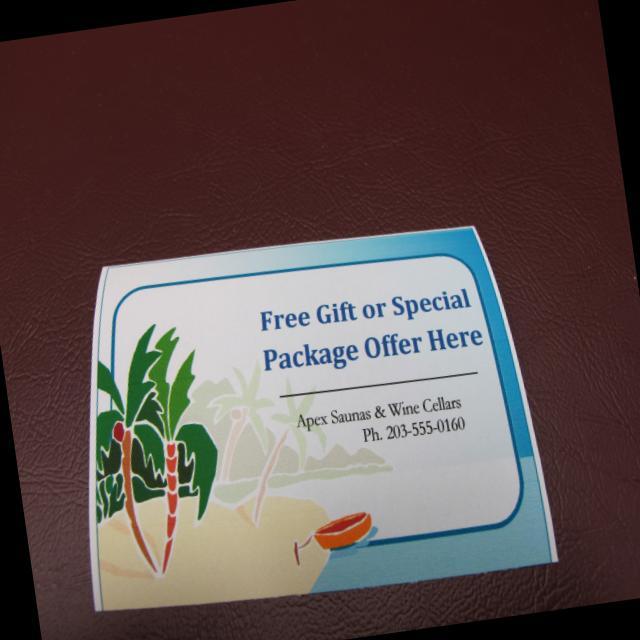 Free Gift or Special
Package Offer Here
Apex Saunas & Wine Cellars
Ph. 203-555-0160